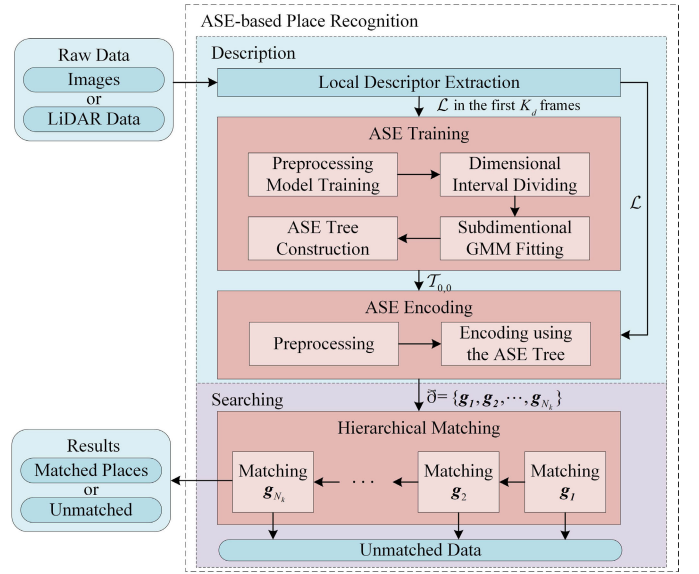 ASE-based Place Recognition
Raw Data
Images
or
LiDAR Data
Description
Local Descriptor Extraction
ℒ in the first K_d frames
ASE Training
Preprocessing
Model Training
Dimensional
Interval Dividing
ASE Tree
Construction
Subdimentional
GMM Fitting
ℒ
𝒯_{0,0}
ASE Encoding
Preprocessing
Encoding using
the ASE Tree
Searching
ð̈ = {g_1, g_2, ⋯, g_{N_k}}
Hierarchical Matching
Matching
g_{N_k}
· · ·
Matching
g_2
Matching
g_1
Unmatched Data
Results
Matched Places
or
Unmatched